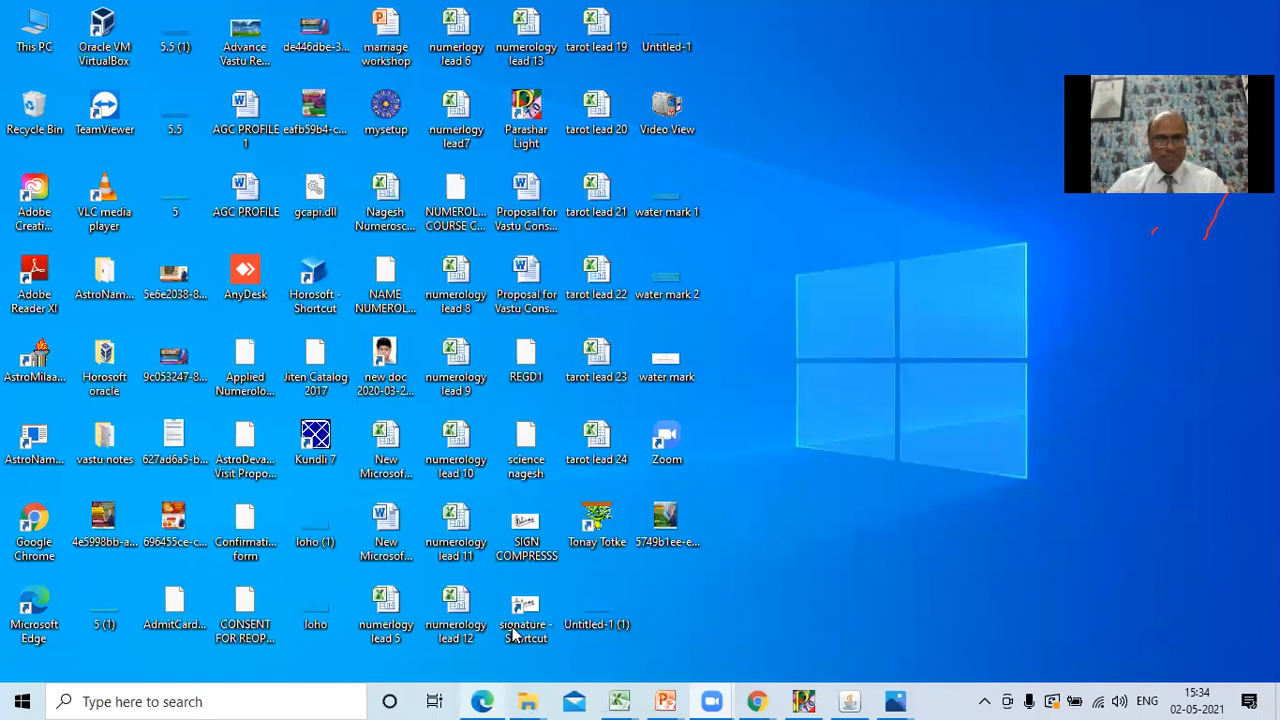 This PC
Oracle VM
VirtualBox
5.5 (1)
Advance
Vastu Re...
de446dbe-3...
marriage
workshop
numerlogy
lead 6
numerology
lead 13
tarot lead 19
Untitled-1
Recycle Bin
TeamViewer
5.5
AGC PROFILE
1
eafb59b4-c...
mysetup
numerlogy
lead7
Parashar
Light
tarot lead 20
Video View
Adobe
Creati...
VLC media
player
5
AGC PROFILE
gcapi.dll
Nagesh
Numerosc...
NUMEROL...
COURSE C...
Proposal for
Vastu Cons...
tarot lead 21
water mark 1
Adobe
Reader XI
AstroNam...
5e6e2038-8...
AnyDesk
Horosoft -
Shortcut
NAME
NUMEROL...
numerology
lead 8
Proposal for
Vastu Cons...
tarot lead 22
water mark 2
AstroMilaa...
Horosoft
oracle
9c053247-8...
Applied
Numerolo...
Jiten Catalog
2017
new doc
2020-03-2...
numerology
lead 9
REGD1
tarot lead 23
water mark
AstroNam...
vastu notes
627ad6a5-b...
AstroDeva...
Visit Propo...
Kundli 7
New
Microsof...
numerology
lead 10
science
nagesh
tarot lead 24
Zoom
Google
Chrome
4e5998bb-a...
696455ce-c...
Confirmati...
form
loho (1)
New
Microsof...
numerology
lead 11
SIGN
COMPRESSS
Tonay Totke
5749b1ee-e...
Microsoft
Edge
5 (1)
AdmitCard...
CONSENT
FOR REOP...
loho
numerlogy
lead 5
numerology
lead 12
signature -
Shortcut
Untitled-1 (1)
Type here to search
ENG
15:34
02-05-2021